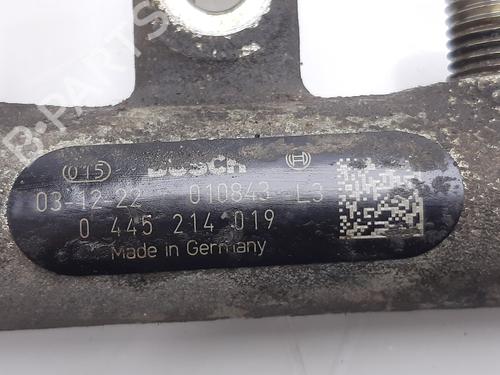 B-PARTS
015 BOSCH
03-12-22 010843 L3
0 445 214 019
Made in Germany